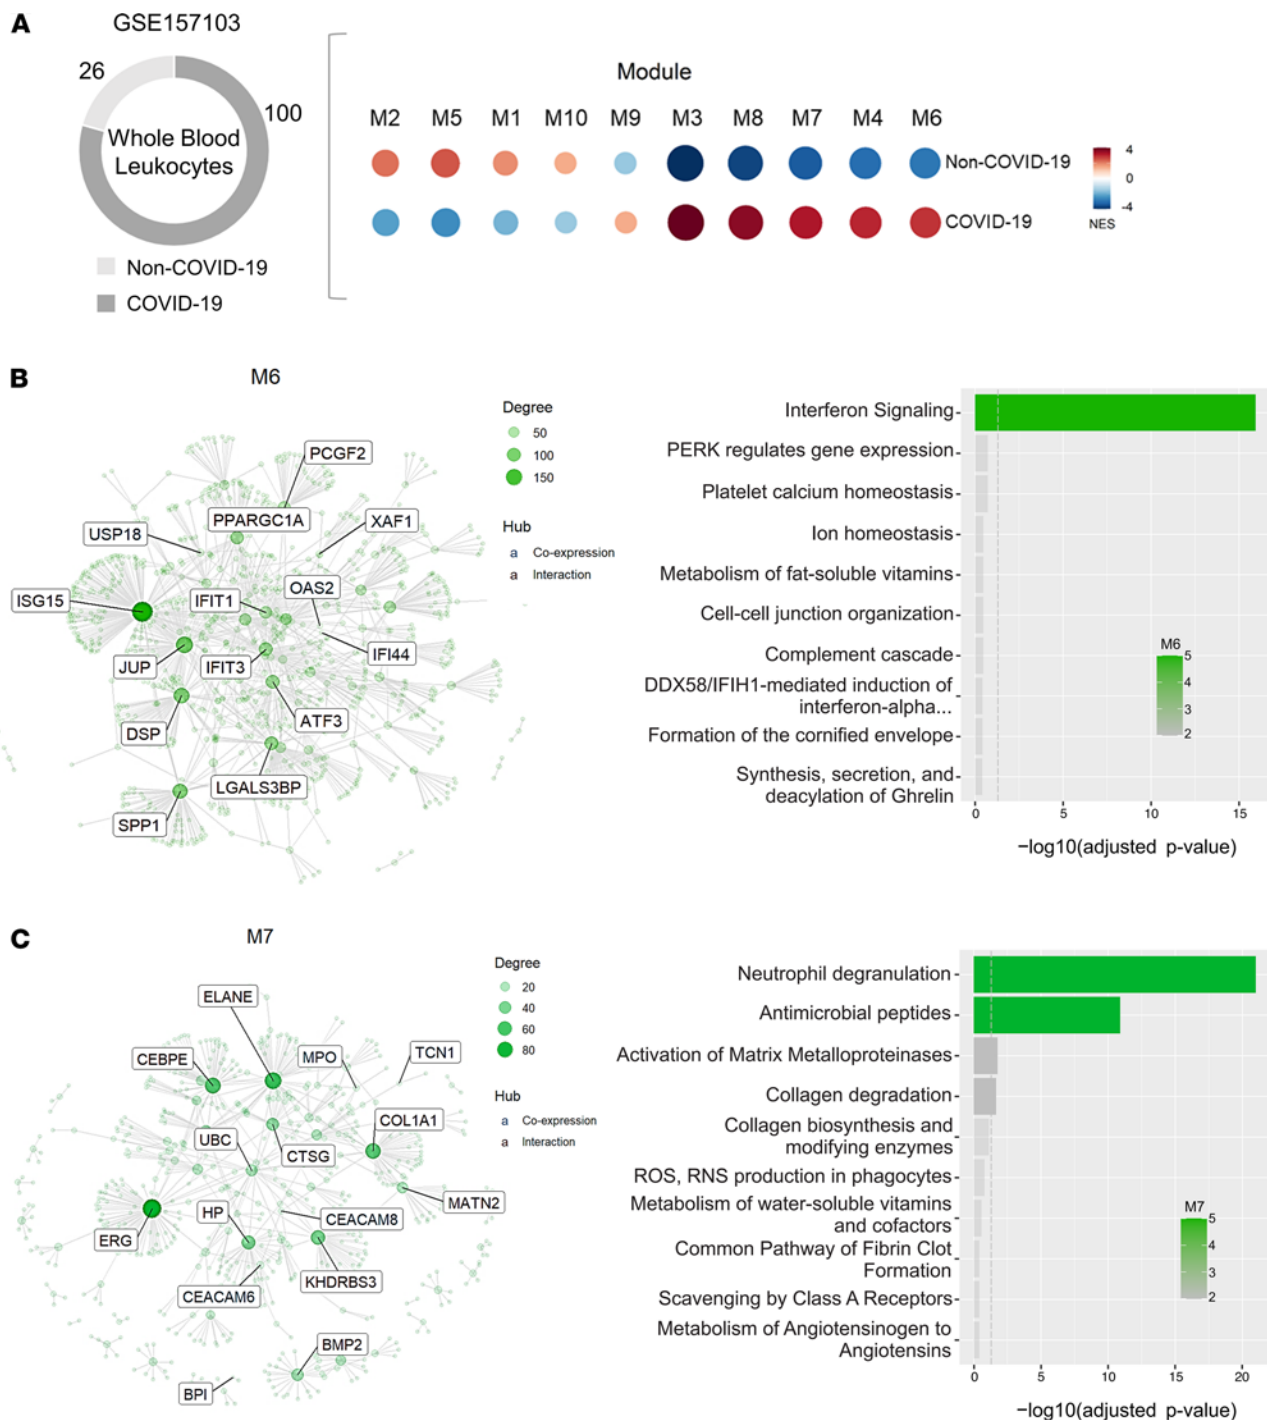 A
GSE157103
26
100
Whole Blood
Leukocytes
Non-COVID-19
COVID-19
Module
M2 M5 M1 M10 M9 M3 M8 M7 M4 M6
Non-COVID-19
COVID-19
4
0
-4
NES
B
M6
PCGF2
PPARGC1A
XAF1
USP18
OAS2
ISG15
IFIT1
IFI44
JUP
IFIT3
ATF3
DSP
LGALS3BP
SPP1
Degree
50
100
150
Hub
a Co-expression
a Interaction
Interferon Signaling
PERK regulates gene expression
Platelet calcium homeostasis
Ion homeostasis
Metabolism of fat-soluble vitamins
Cell-cell junction organization
Complement cascade
DDX58/IFIH1-mediated induction of
interferon-alpha...
Formation of the cornified envelope
Synthesis, secretion, and
deacylation of Ghrelin
M6
5
4
3
2
0 5 10 15
−log10(adjusted p-value)
C
M7
ELANE
CEBPE
MPO
TCN1
COL1A1
UBC
CTSG
MATN2
HP
CEACAM8
ERG
KHDRBS3
CEACAM6
BMP2
BPI
Degree
20
40
60
80
Hub
a Co-expression
a Interaction
Neutrophil degranulation
Antimicrobial peptides
Activation of Matrix Metalloproteinases
Collagen degradation
Collagen biosynthesis and
modifying enzymes
ROS, RNS production in phagocytes
Metabolism of water-soluble vitamins
and cofactors
Common Pathway of Fibrin Clot
Formation
Scavenging by Class A Receptors
Metabolism of Angiotensinogen to
Angiotensins
M7
5
4
3
2
0 5 10 15 20
−log10(adjusted p-value)